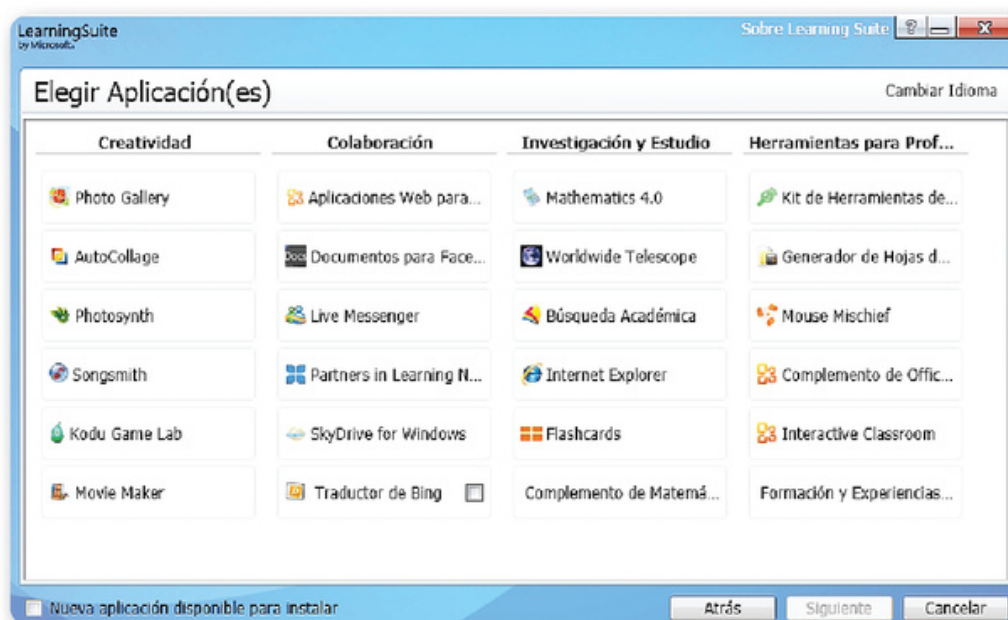 LearningSuite
by Microsoft
Sobre Learning Suite
Elegir Aplicación(es)
Cambiar Idioma
Creatividad
Colaboración
Investigación y Estudio
Herramientas para Prof...
Photo Gallery
Aplicaciones Web para...
Mathematics 4.0
Kit de Herramientas de...
AutoCollage
Docs
Documentos para Face...
Worldwide Telescope
Generador de Hojas d...
Photosynth
Live Messenger
Búsqueda Académica
Mouse Mischief
Songsmith
Partners in Learning N...
Internet Explorer
Complemento de Offic...
Kodu Game Lab
SkyDrive for Windows
Flashcards
Interactive Classroom
Movie Maker
Traductor de Bing
Complemento de Matemá...
Formación y Experiencias...
Nueva aplicación disponible para instalar
Atrás
Siguiente
Cancelar